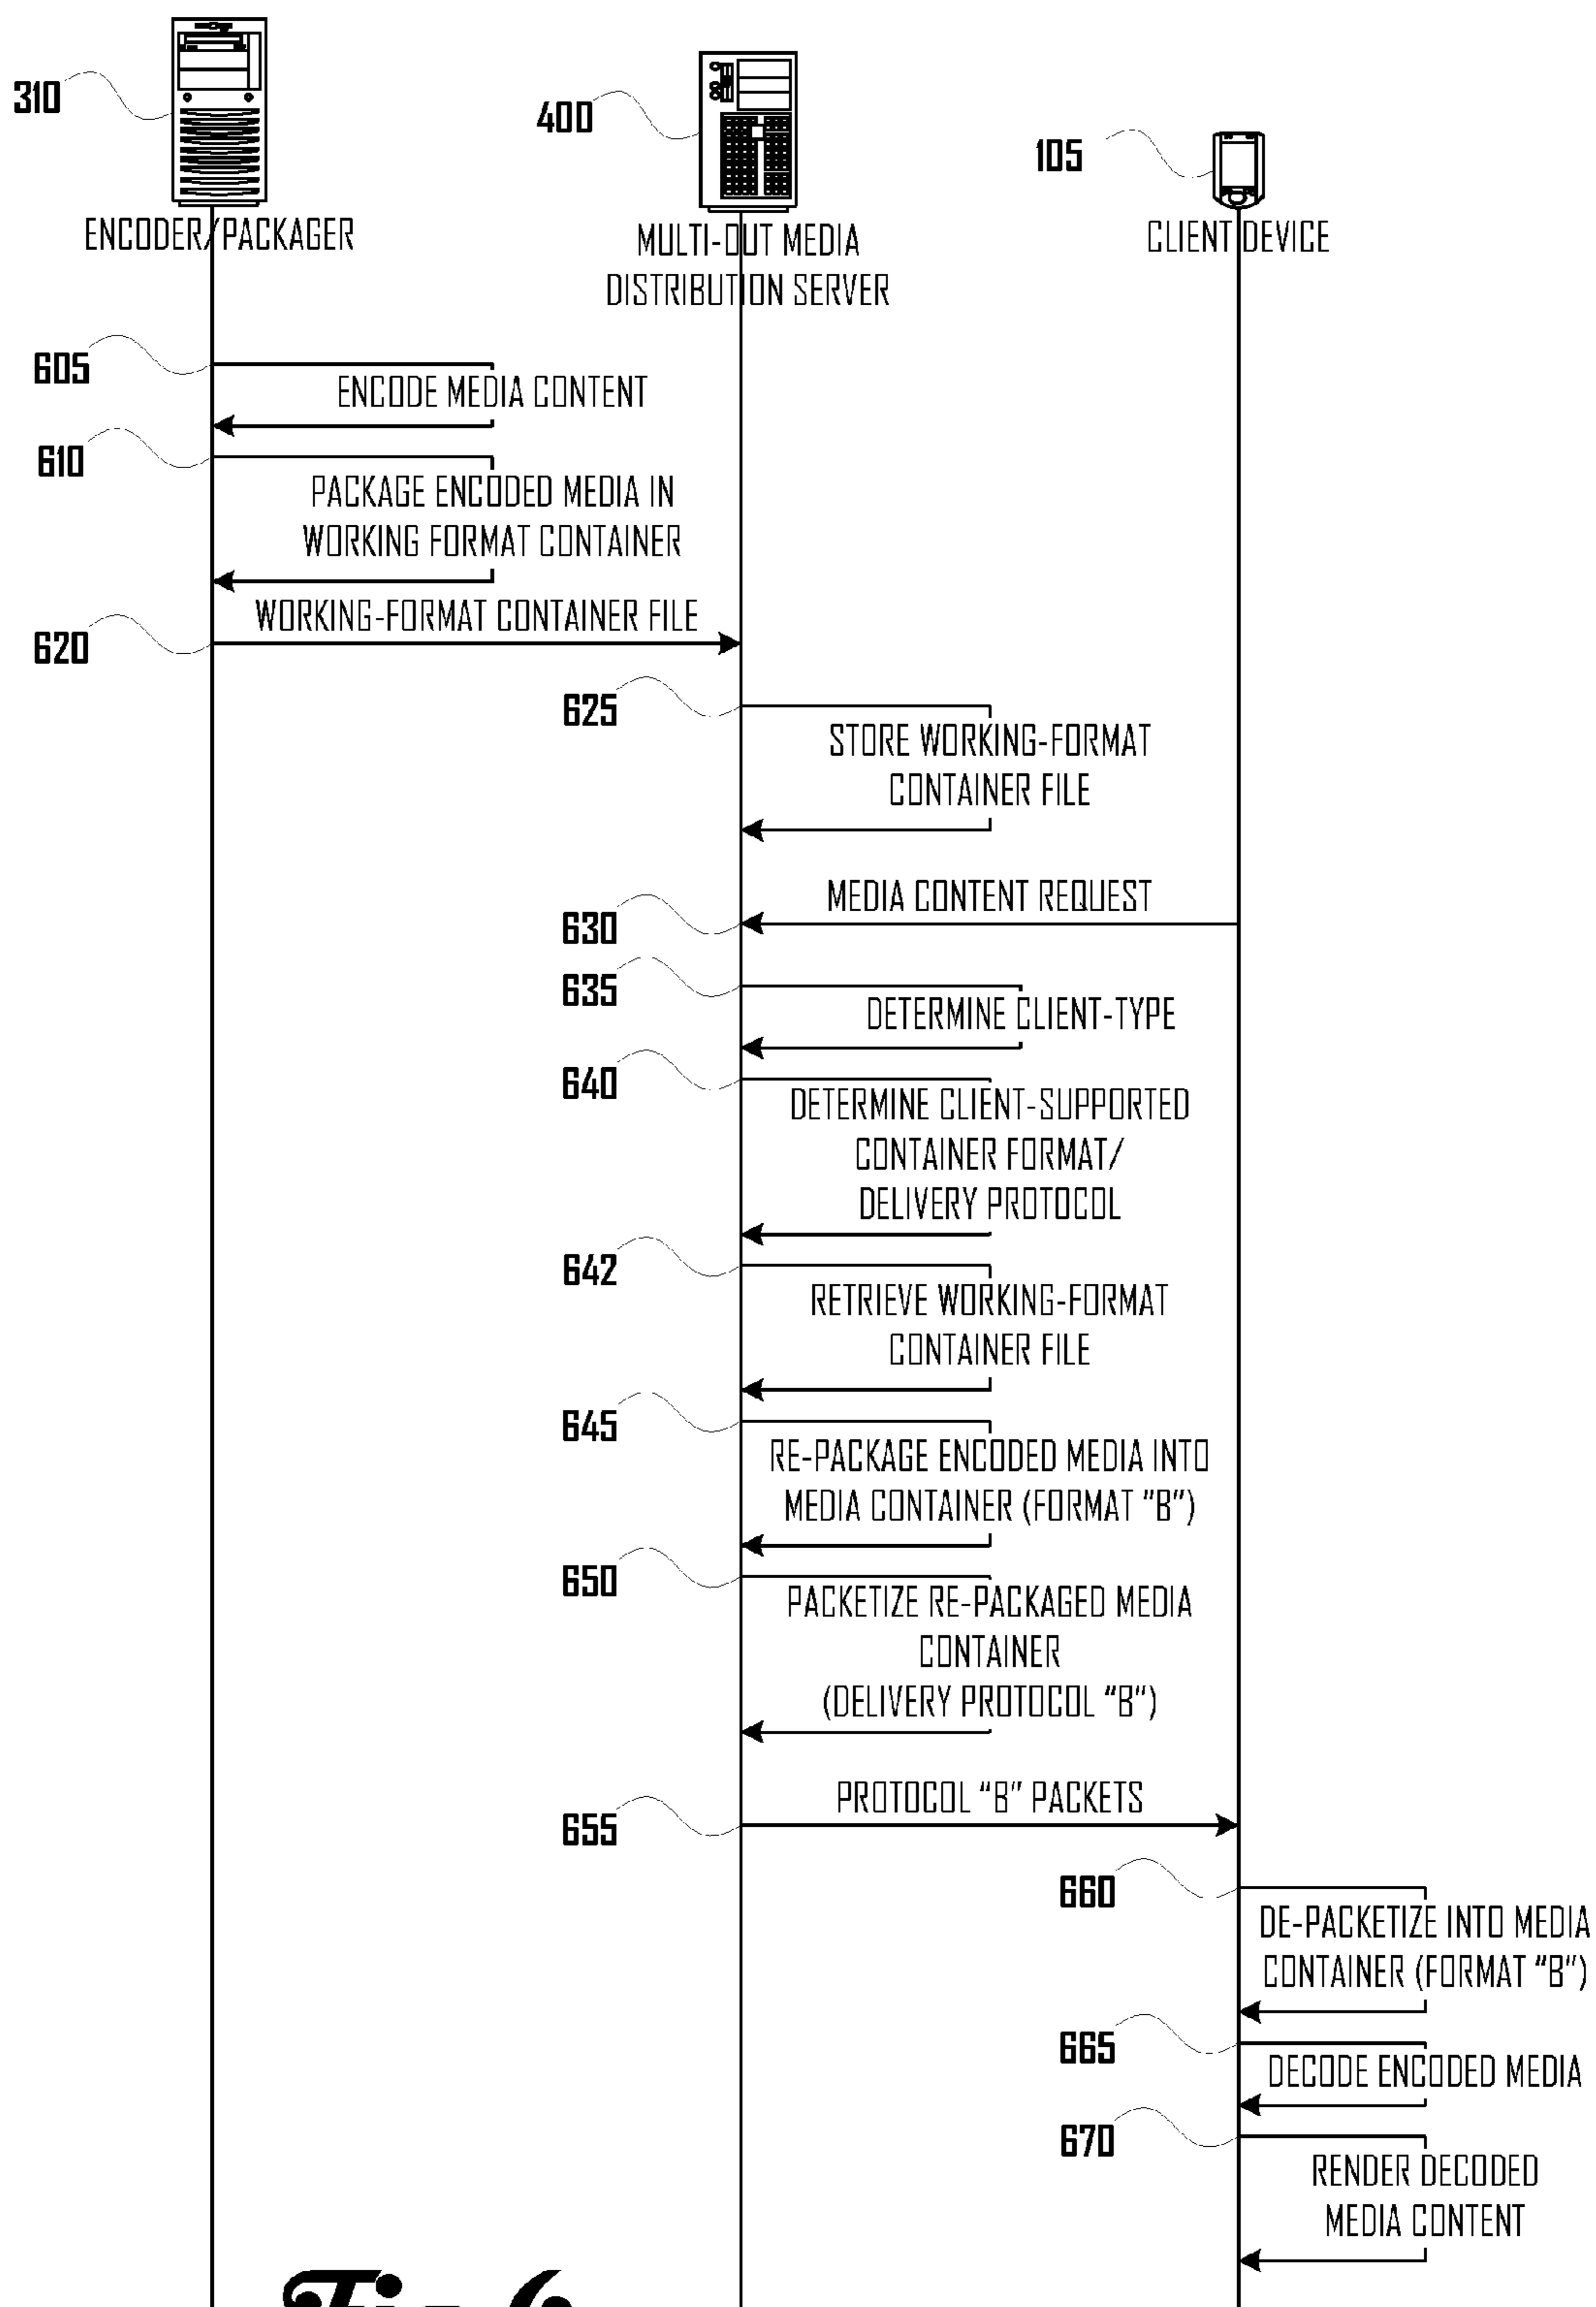 310
400
105
ENCODER/PACKAGER
MULTI-OUT MEDIA
DISTRIBUTION SERVER
CLIENT DEVICE
605
ENCODE MEDIA CONTENT
610
PACKAGE ENCODED MEDIA IN
WORKING FORMAT CONTAINER
620
WORKING-FORMAT CONTAINER FILE
625
STORE WORKING-FORMAT
CONTAINER FILE
630
MEDIA CONTENT REQUEST
635
DETERMINE CLIENT-TYPE
640
DETERMINE CLIENT-SUPPORTED
CONTAINER FORMAT/
DELIVERY PROTOCOL
642
RETRIEVE WORKING-FORMAT
CONTAINER FILE
645
RE-PACKAGE ENCODED MEDIA INTO
MEDIA CONTAINER (FORMAT "B")
650
PACKETIZE RE-PACKAGED MEDIA
CONTAINER
(DELIVERY PROTOCOL "B")
655
PROTOCOL "B" PACKETS
660
DE-PACKETIZE INTO MEDIA
CONTAINER (FORMAT "B")
665
DECODE ENCODED MEDIA
670
RENDER DECODED
MEDIA CONTENT
Fig. 6